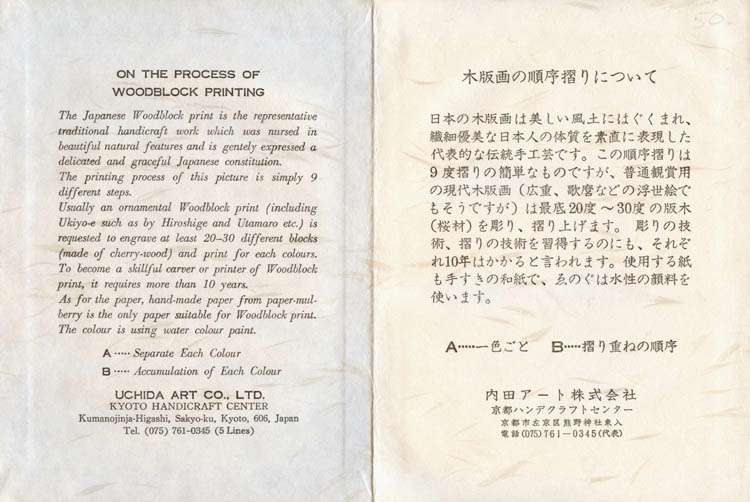 ON THE PROCESS OF
WOODBLOCK PRINTING
The Japanese Woodblock print is the representative
traditional handicraft work which was nursed in
beautiful natural features and is gentely expressed a
delicated and graceful Japanese constitution.
The printing process of this picture is simply 9
different steps.
Usually an ornamental Woodblock print (including
Ukiyo-e such as by Hiroshige and Utamaro etc.) is
requested to engrave at least 20-30 different blocks
(made of cherry-wood) and print for each colours.
To become a skillful carver or printer of Woodblock
print, it requires more than 10 years.
As for the paper, hand-made paper from paper-mul-
berry is the only paper suitable for Woodblock print.
The colour is using water colour paint.
A ····· Separate Each Colour
B ····· Accumulation of Each Colour
UCHIDA ART CO., LTD.
KYOTO HANDICRAFT CENTER
Kumanojinja-Higashi, Sakyo-ku, Kyoto, 606, Japan
Tel. (075) 761-0345 (5 Lines)
50.
木版画の順序摺りについて
日本の木版画は美しい風土にはぐくまれ、
繊細優美な日本人の体質を素直に表現した
代表的な伝統手工芸です。この順序摺りは
9度摺りの簡単なものですが、普通観賞用
の現代木版画(広重、歌麿などの浮世絵で
もそうですが)は最底20度～30度の版木
(桜材)を彫り、摺り上げます。彫りの技
術、摺りの技術を習得するのにも、それぞ
れ10年はかかると言われます。使用する紙
も手すきの和紙で、ゑのぐは水性の顔料を
使います。
A·····一色ごと B·····摺り重ねの順序
内田アート株式会社
京都ハンデクラフトセンター
京都市左京区熊野神社東入
電話(075)761-0345(代表)